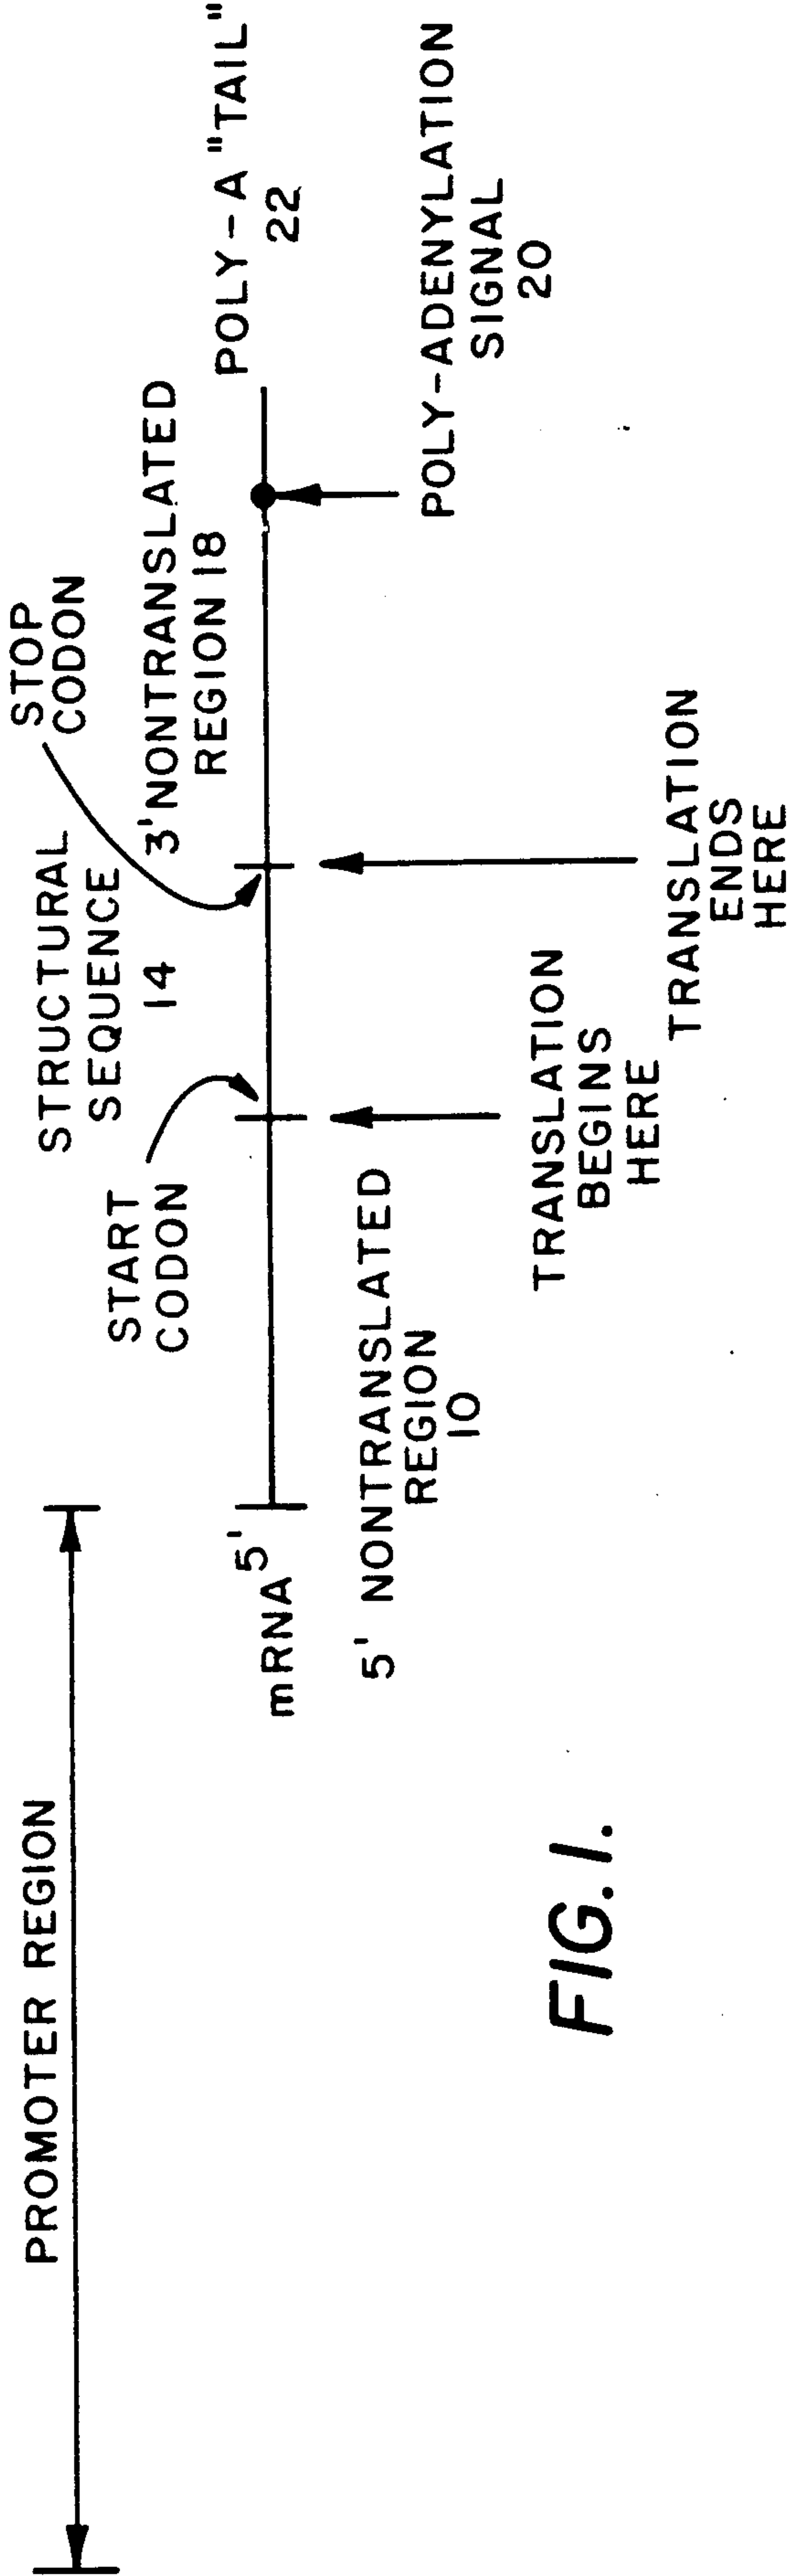 PROMOTER REGION
START
CODON
STRUCTURAL
SEQUENCE
14
STOP
CODON
3' NONTRANSLATED
REGION 18
POLY-A "TAIL"
22
mRNA 5'
5' NONTRANSLATED
REGION
10
TRANSLATION
BEGINS
HERE
TRANSLATION
ENDS
HERE
POLY-ADENYLATION
SIGNAL
20
FIG. 1.